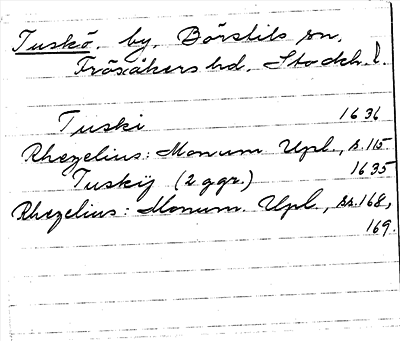 Tuskö, by, Börstils sn,
Frösåkers hd, Stockh. l.
Tuski 1636
Rhezelius: Monum Upl., s. 115
Tuskij (2 ggr.) 1635
Rhezelius: Monum. Upl., ss. 168,
169.